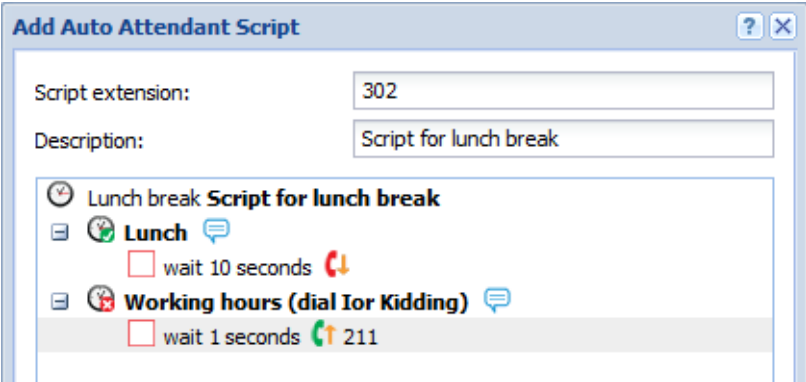 Add Auto Attendant Script
Script extension: 302
Description: Script for lunch break
Lunch break Script for lunch break
Lunch
wait 10 seconds
Working hours (dial Ior Kidding)
wait 1 seconds 211